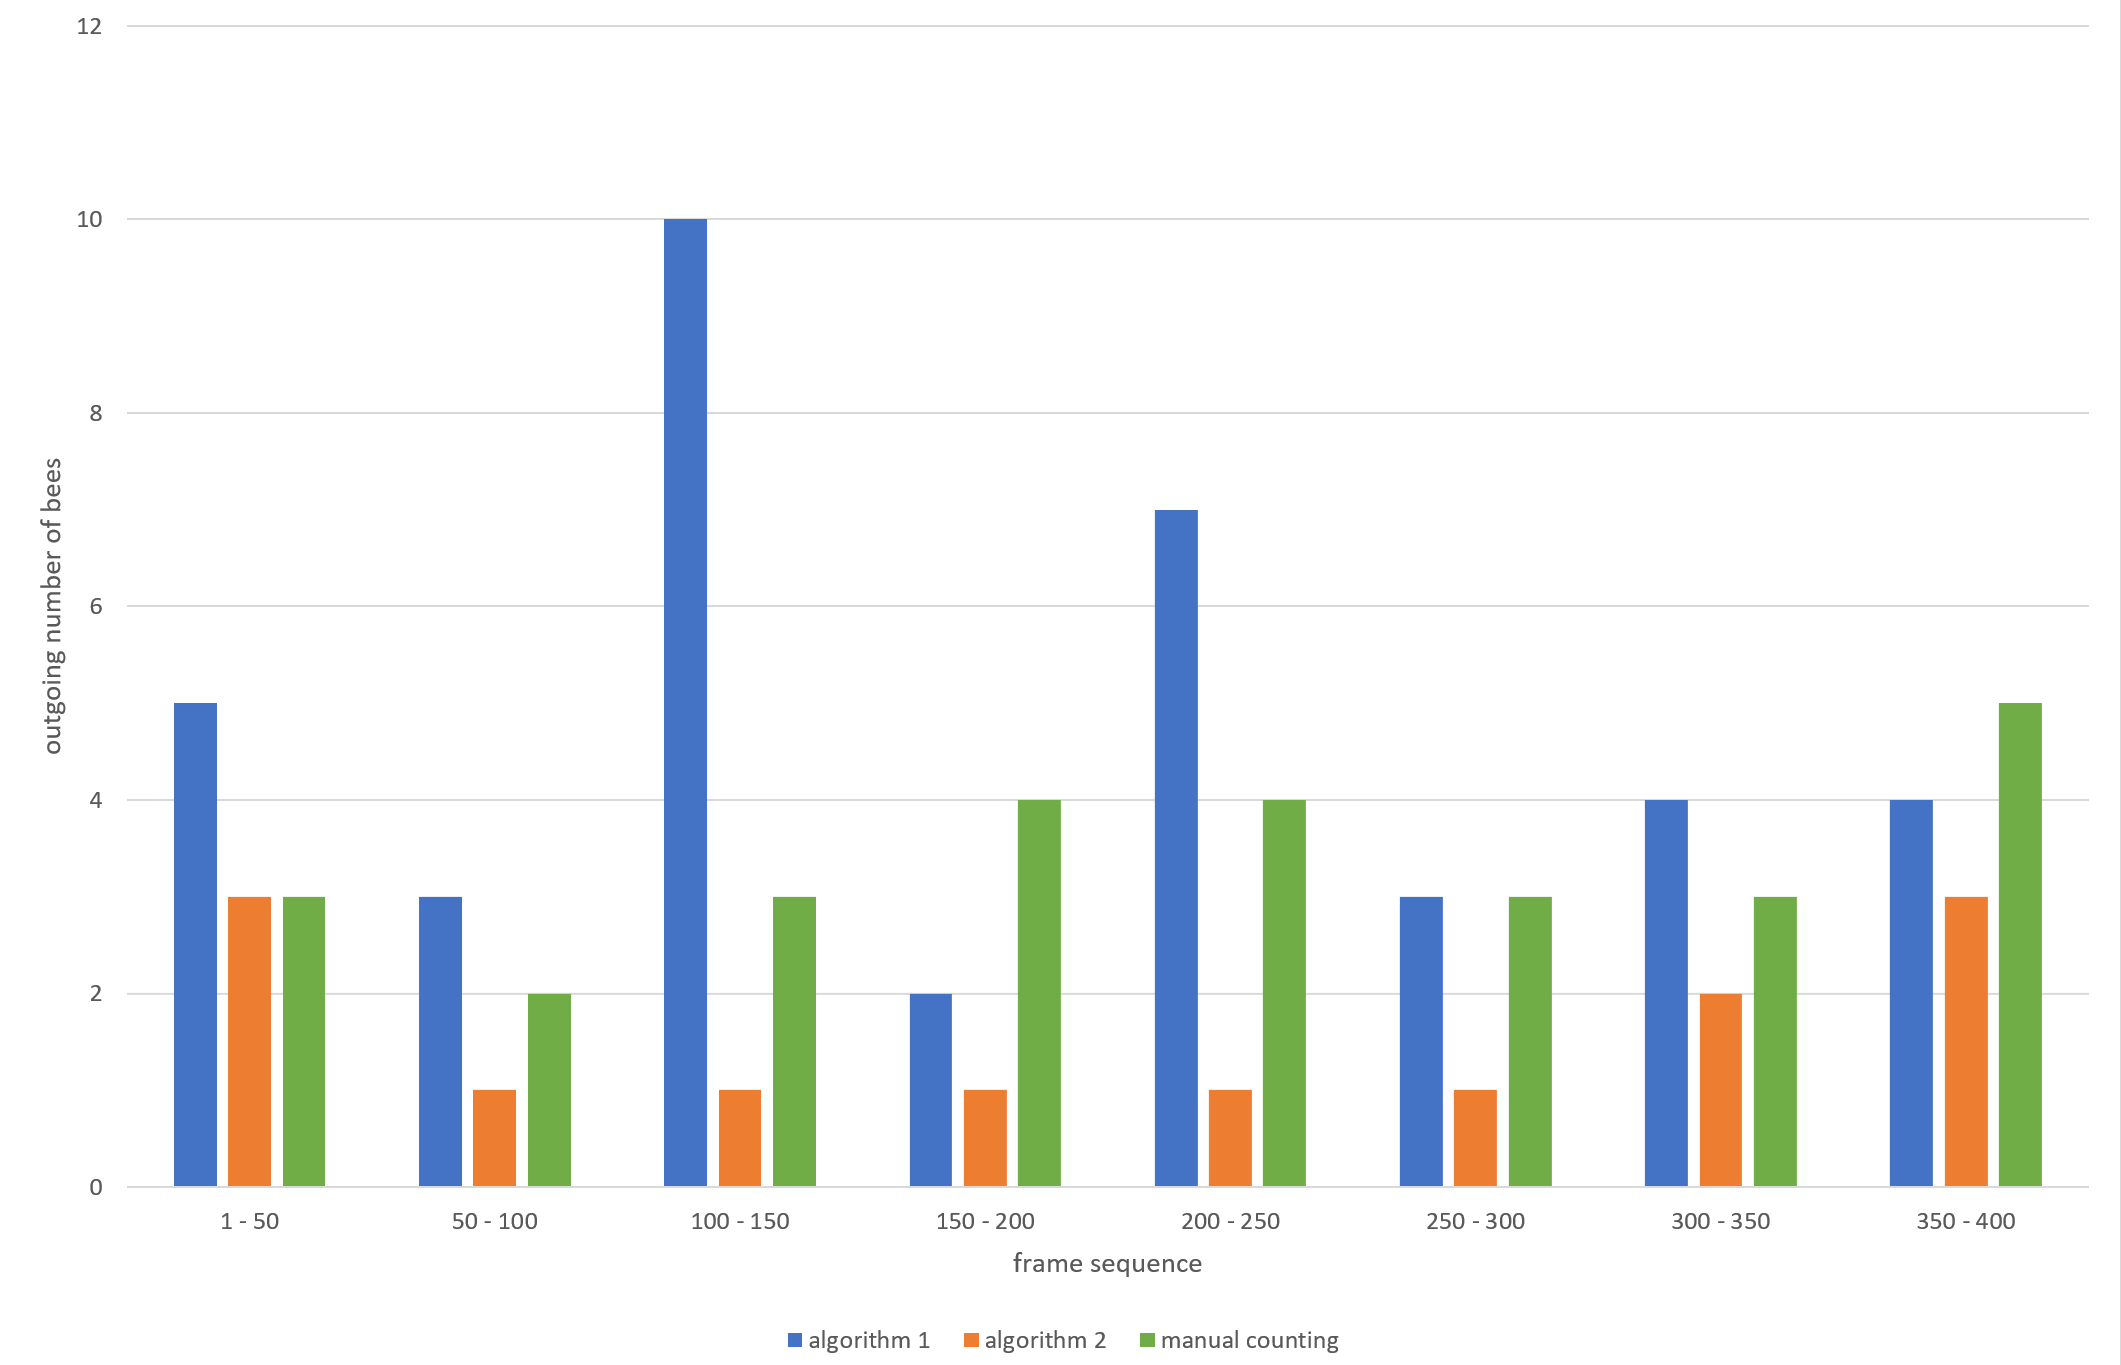 12
10
8
6
4
2
0
outgoing number of bees
1 - 50 50 - 100 100 - 150 150 - 200 200 - 250 250 - 300 300 - 350 350 - 400
frame sequence
algorithm 1 algorithm 2 manual counting